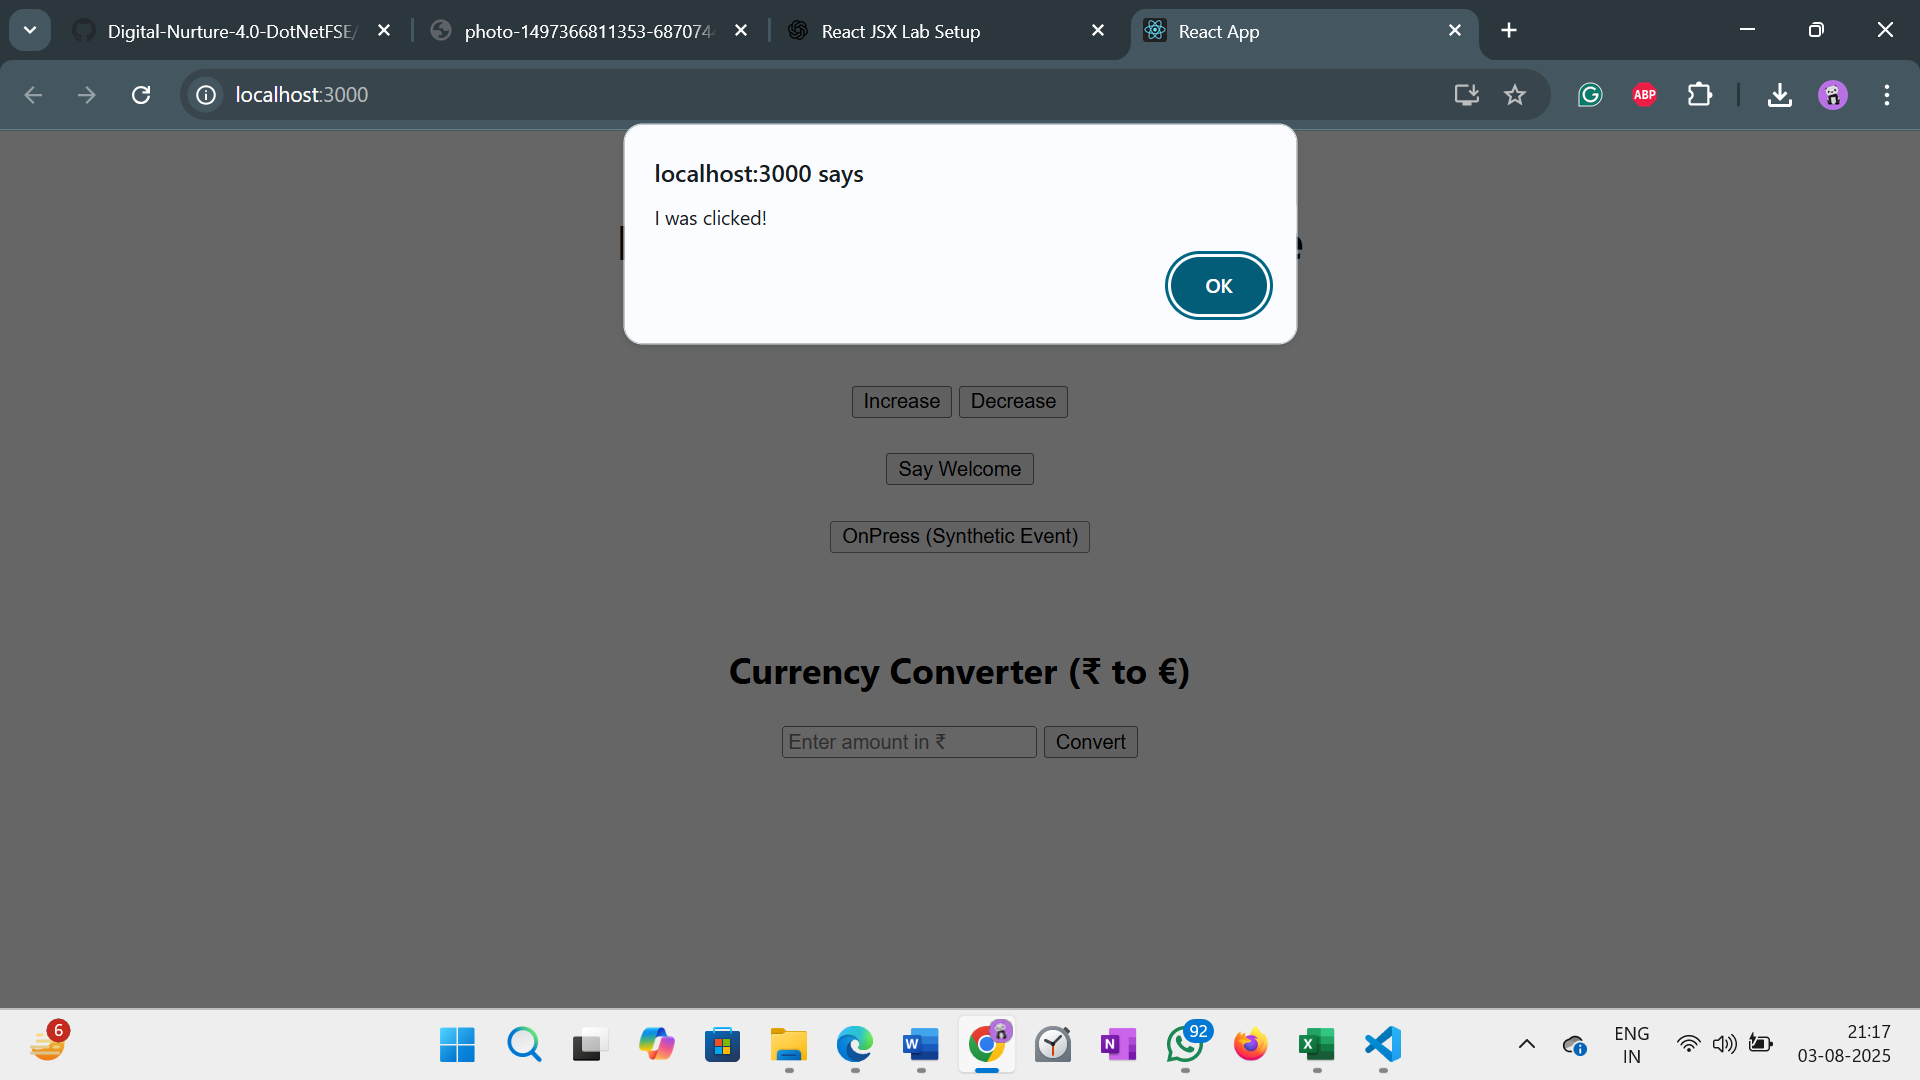 Digital-Nurture-4.0-DotNetFSE/
photo-1497366811353-687074
React JSX Lab Setup
React App
localhost:3000
ABP
localhost:3000 says
I was clicked!
OK
Increase
Decrease
Say Welcome
OnPress (Synthetic Event)
Currency Converter (₹ to €)
Enter amount in ₹
Convert
6
92
ENG
IN
21:17
03-08-2025